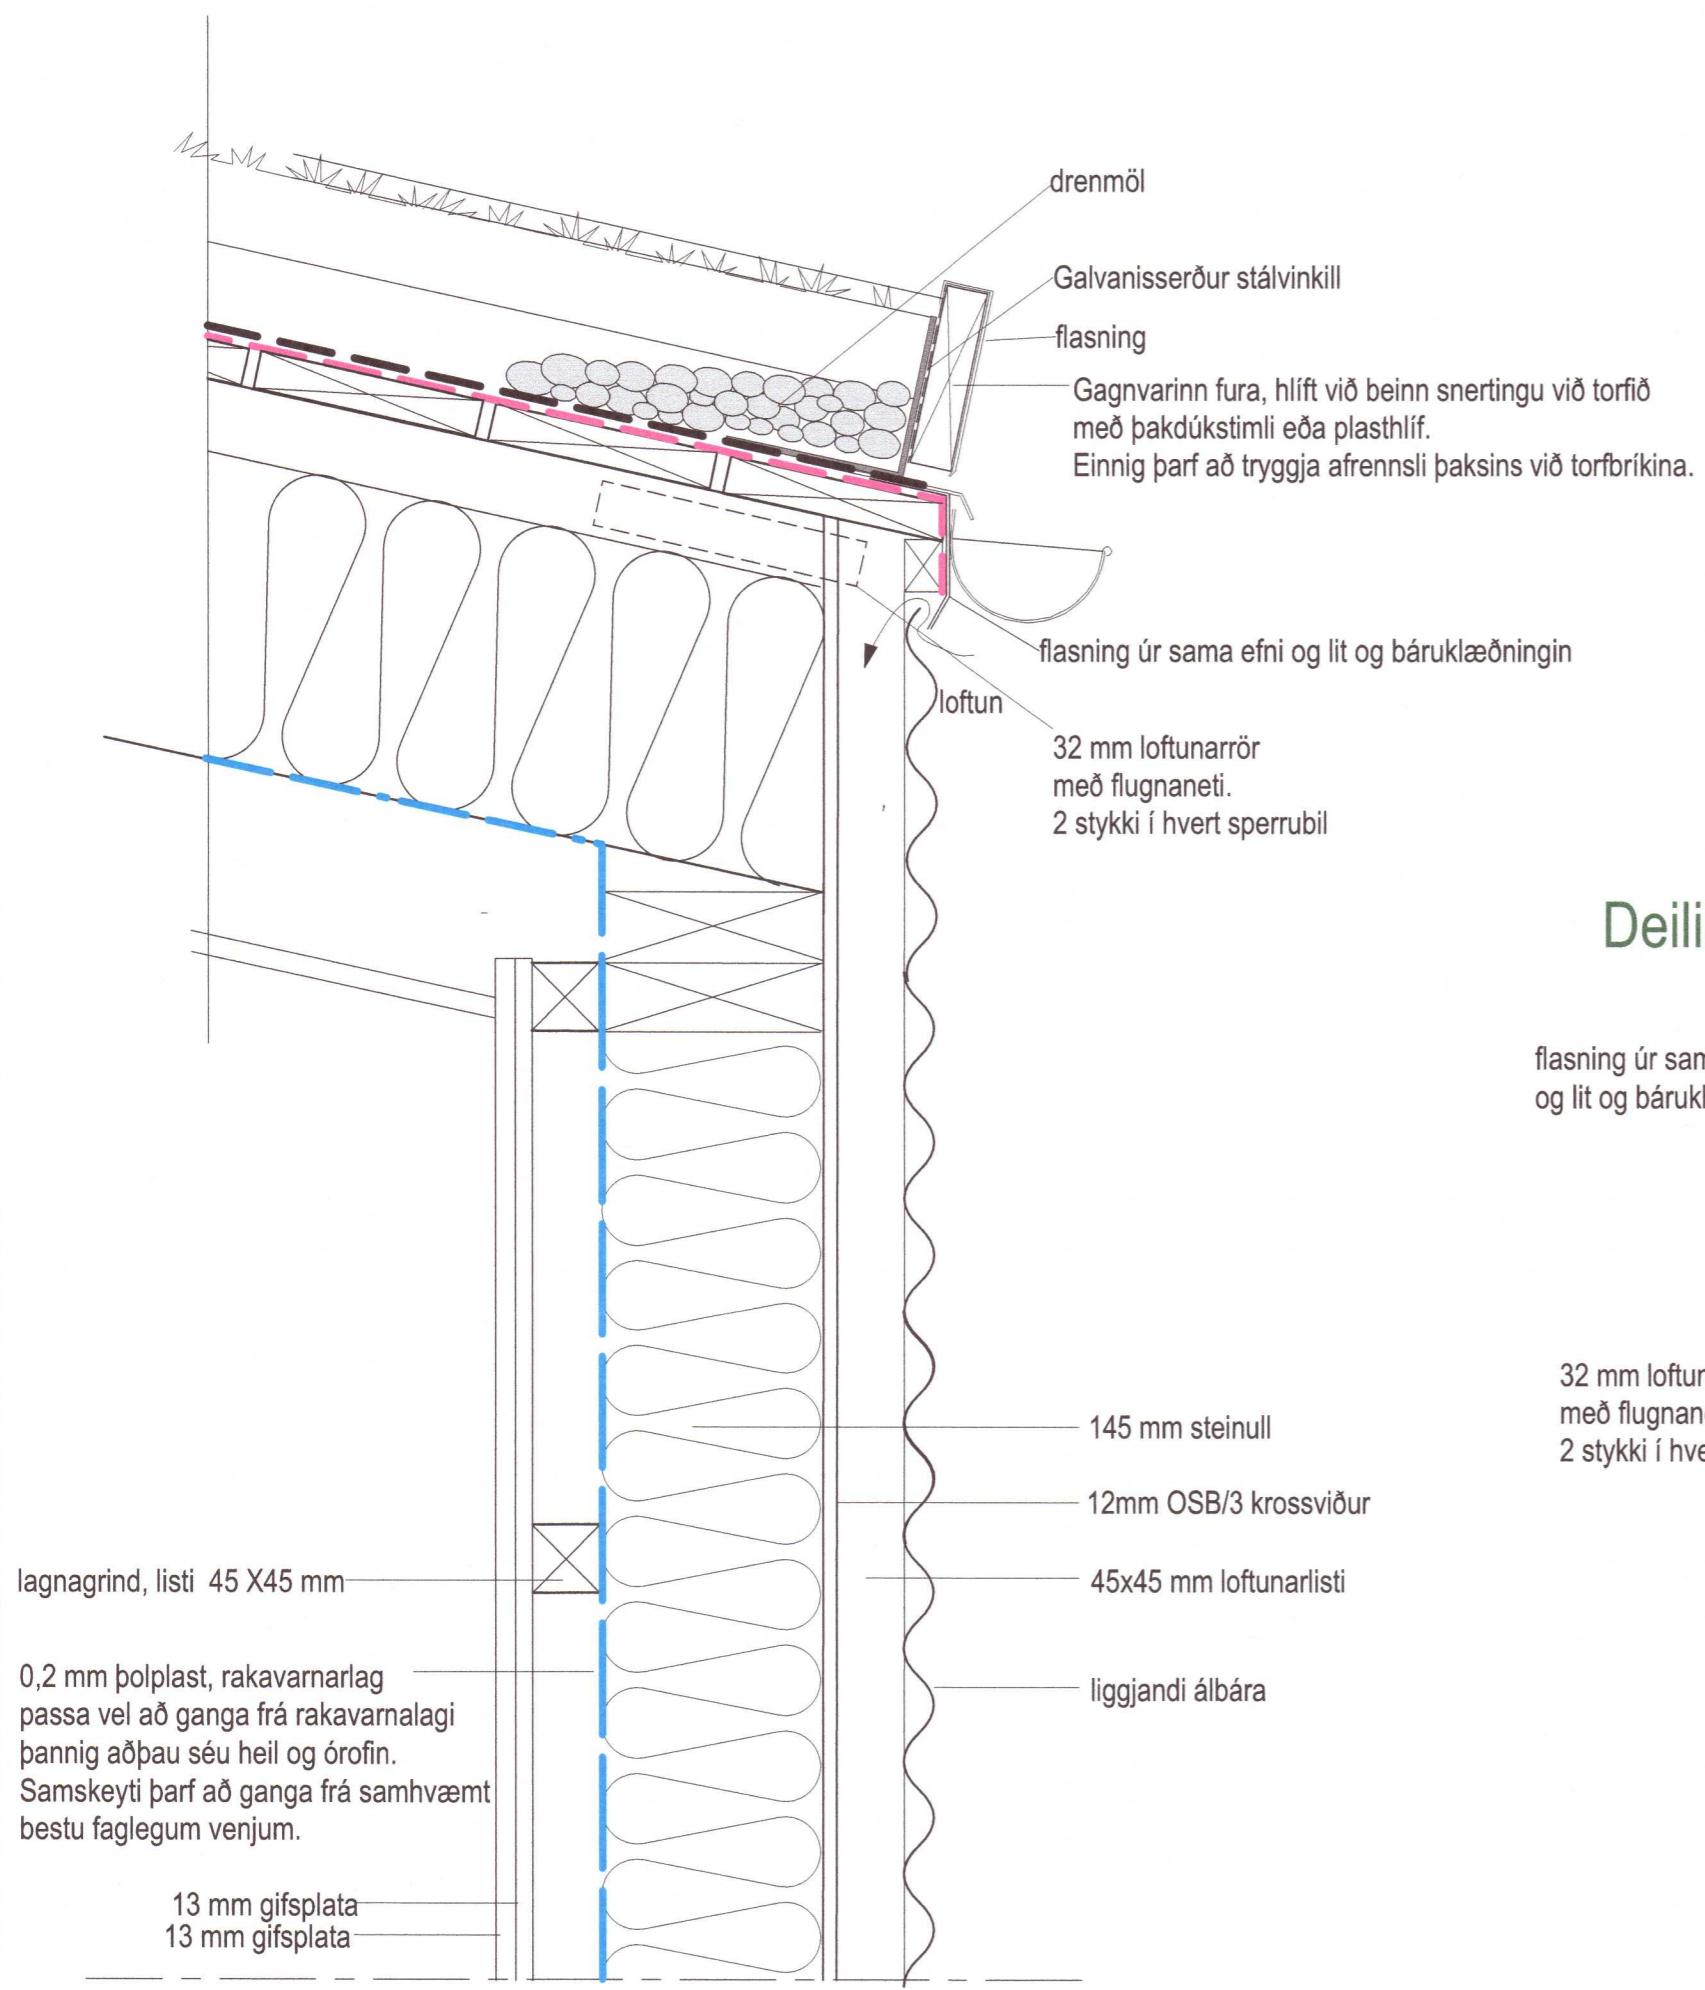 drenmöl
Galvanisserður stálvinkill
flasning
Gagnvarinn fura, hlíft við beinn snertingu við torfið
með þakdúkstimli eða plasthlíf.
Einnig þarf að tryggja afrennsli þaksins við torfbríkina.
flasning úr sama efni og lit og báruklæðningin
loftun
32 mm loftunarrör
með flugnaneti.
2 stykki í hvert sperrubil
Deili
flasning úr sam
og lit og bárukl
32 mm loftun
með flugnan
2 stykki í hve
145 mm steinull
12mm OSB/3 krossviður
45x45 mm loftunarlisti
liggjandi álbára
lagnagrind, listi 45 X45 mm
0,2 mm þolplast, rakavarnarlag
passa vel að ganga frá rakavarnalagi
þannig aðþau séu heil og órofin.
Samskeyti þarf að ganga frá samhvæmt
bestu faglegum venjum.
13 mm gifsplata
13 mm gifsplata